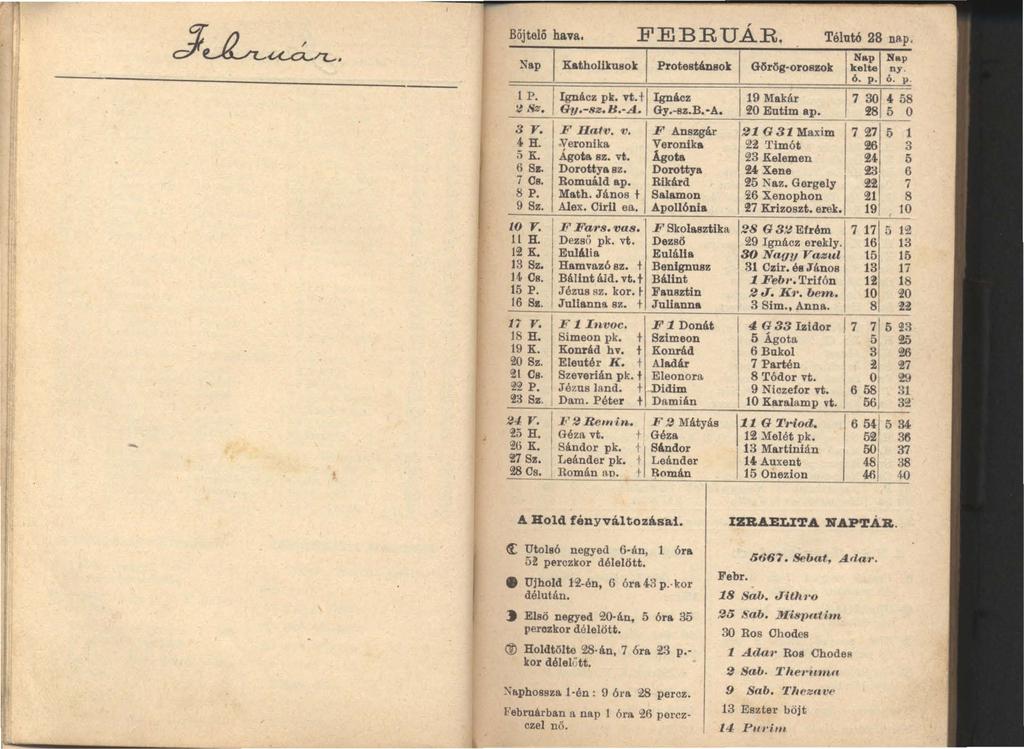 Február.
Böjtelő hava. FEBRUÁR. Télutó 28 nap.
Nap Katholikusok Protestánsok Görög-oroszok Nap kelte ó. p. Nap ny. ó. p.
1 P. Ignácz pk. vt. † Ignácz 19 Makár 7 30 4 58
2 Sz. Gy.-sz.B.-A. Gy.-sz.B.-A. 20 Eutim ap. 28 5 0
3 V. F Hatv. v. F Anszgár 21 G 31 Maxim 7 27 5 1
4 H. Veronika Veronika 22 Timót 26 3
5 K. Ágota sz. vt. Ágota 23 Kelemen 24 5
6 Sz. Dorottya sz. Dorottya 24 Xene 23 6
7 Cs. Romuáld ap. Rikárd 25 Naz. Gergely 22 7
8 P. Math. János † Salamon 26 Xenophon 21 8
9 Sz. Alex. Ciril ea. Apollónia 27 Krizoszt. erek. 19 10
10 V. F Fars. vas. F Skolasztika 28 G 32 Efrém 7 17 5 12
11 H. Dezső pk. vt. Dezső 29 Ignácz erekly. 16 13
12 K. Eulália Eulália 30 Nagy Vazul 15 15
13 Sz. Hamvazó sz. † Benignusz 31 Czir. és János 13 17
14 Cs. Bálint áld. vt. † Bálint 1 Febr. Trifón 12 18
15 P. Jézus sz. kor. † Fausztin 2 J. Kr. bem. 10 20
16 Sz. Julianna sz. † Julianna 3 Sim., Anna. 8 22
17 V. F 1 Invoc. F 1 Donát 4 G 33 Izidor 7 7 5 23
18 H. Simeon pk. † Szimeon 5 Ágota 5 25
19 K. Konrád hv. † Konrád 6 Bukol 3 26
20 Sz. Eleutér K. † Aladár 7 Partén 2 27
21 Cs. Szeverián pk. † Eleonora 8 Tódor vt. 0 29
22 P. Jézus land. † Didim 9 Niczefor vt. 6 58 31
23 Sz. Dam. Péter † Damián 10 Karalamp vt. 56 32
24 V. F 2 Remin. F 2 Mátyás 11 G Triod. 6 54 5 34
25 H. Géza vt. † Géza 12 Melét pk. 52 36
26 K. Sándor pk. † Sándor 13 Martinián 50 37
27 Sz. Leánder pk. † Leánder 14 Auxent 48 38
28 Cs. Román ap. † Román 15 Onezion 46 40
A Hold fényváltozásai.
☾ Utolsó negyed 6-án, 1 óra
52 perczkor délelőtt.
● Ujhold 12-én, 6 óra 43 p.-kor
délután.
☽ Első negyed 20-án, 5 óra 35
perczkor délelőtt.
Holdtölte 28-án, 7 óra 23 p.-
kor délelőtt.
Naphossza 1-én: 9 óra 28 percz.
Februárban a nap 1 óra 26 percz-
czel nő.
IZRAELITA NAPTÁR.
5667. Sebat, Adar.
Febr.
18 Sab. Jithro
25 Sab. Mispatim
30 Ros Chodes
1 Adar Ros Chodes
2 Sab. Theruma
9 Sab. Thezave
13 Eszter böjt
14 Purim